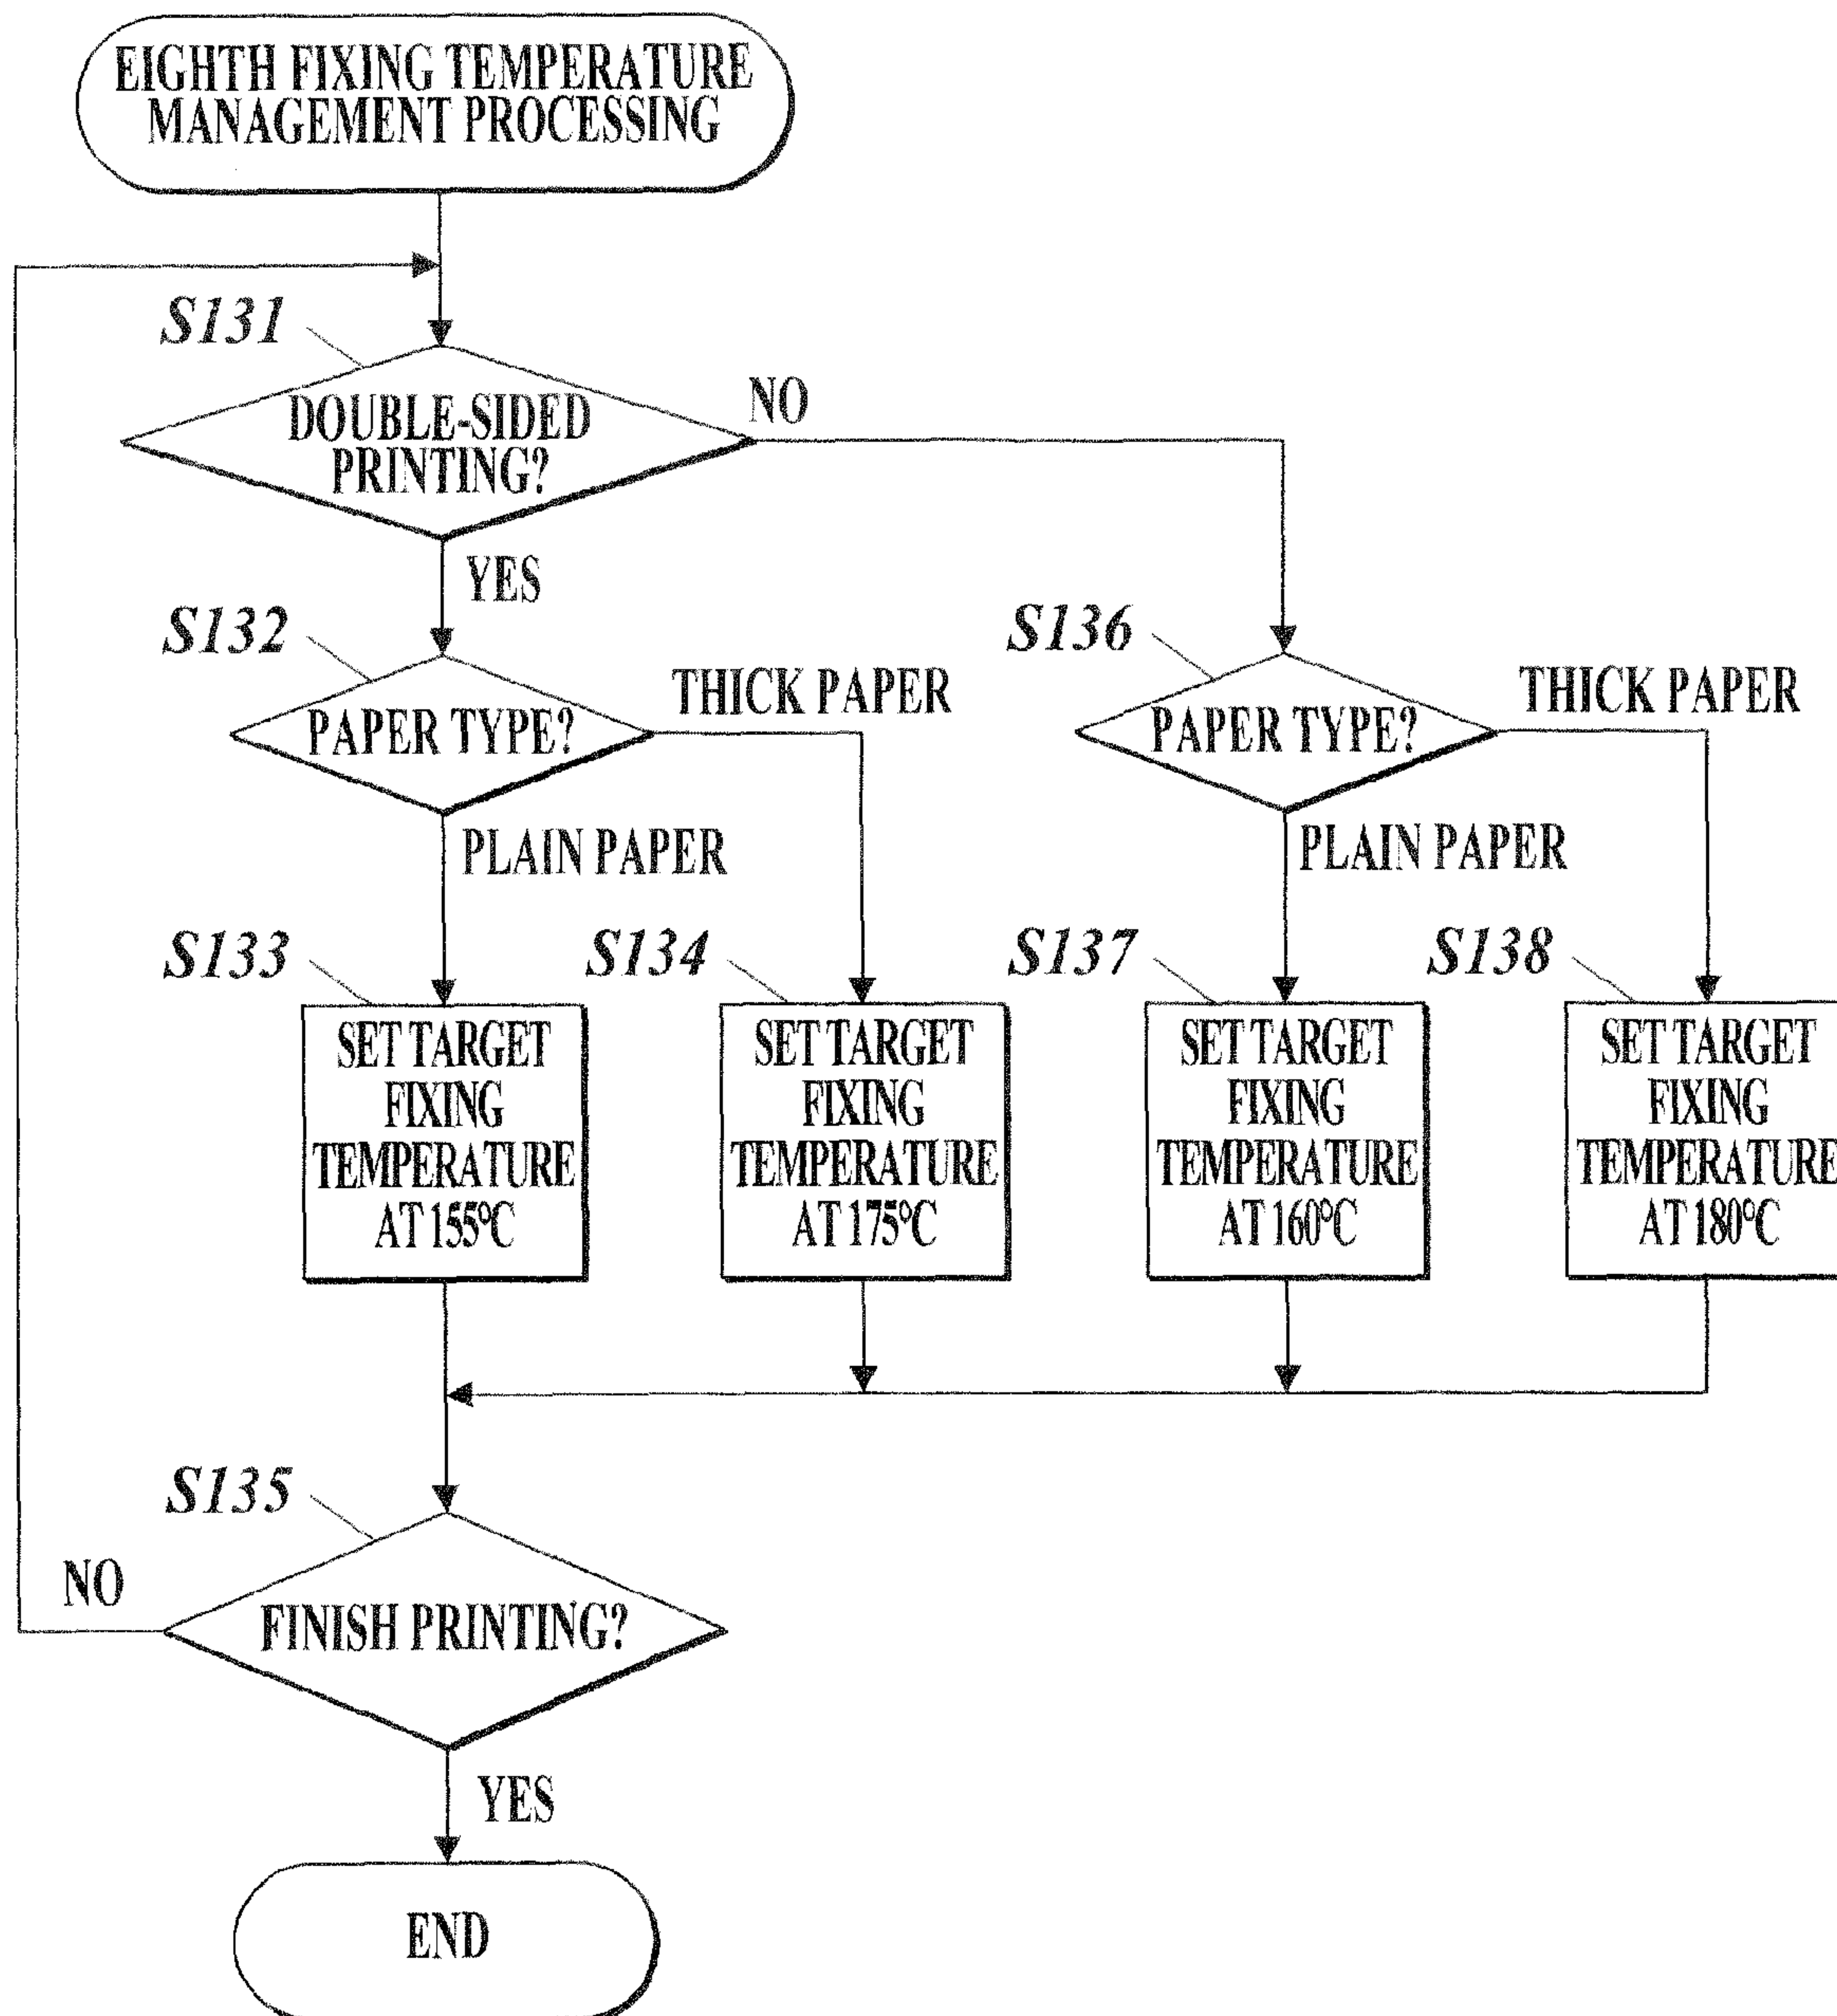 EIGHTH FIXING TEMPERATURE
MANAGEMENT PROCESSING
S131
DOUBLE-SIDED
PRINTING?
NO
YES
S132
PAPER TYPE?
THICK PAPER
PLAIN PAPER
S136
PAPER TYPE?
THICK PAPER
PLAIN PAPER
S133
SET TARGET
FIXING
TEMPERATURE
AT 155°C
S134
SET TARGET
FIXING
TEMPERATURE
AT 175°C
S137
SET TARGET
FIXING
TEMPERATURE
AT 160°C
S138
SET TARGET
FIXING
TEMPERATURE
AT 180°C
S135
FINISH PRINTING?
NO
YES
END